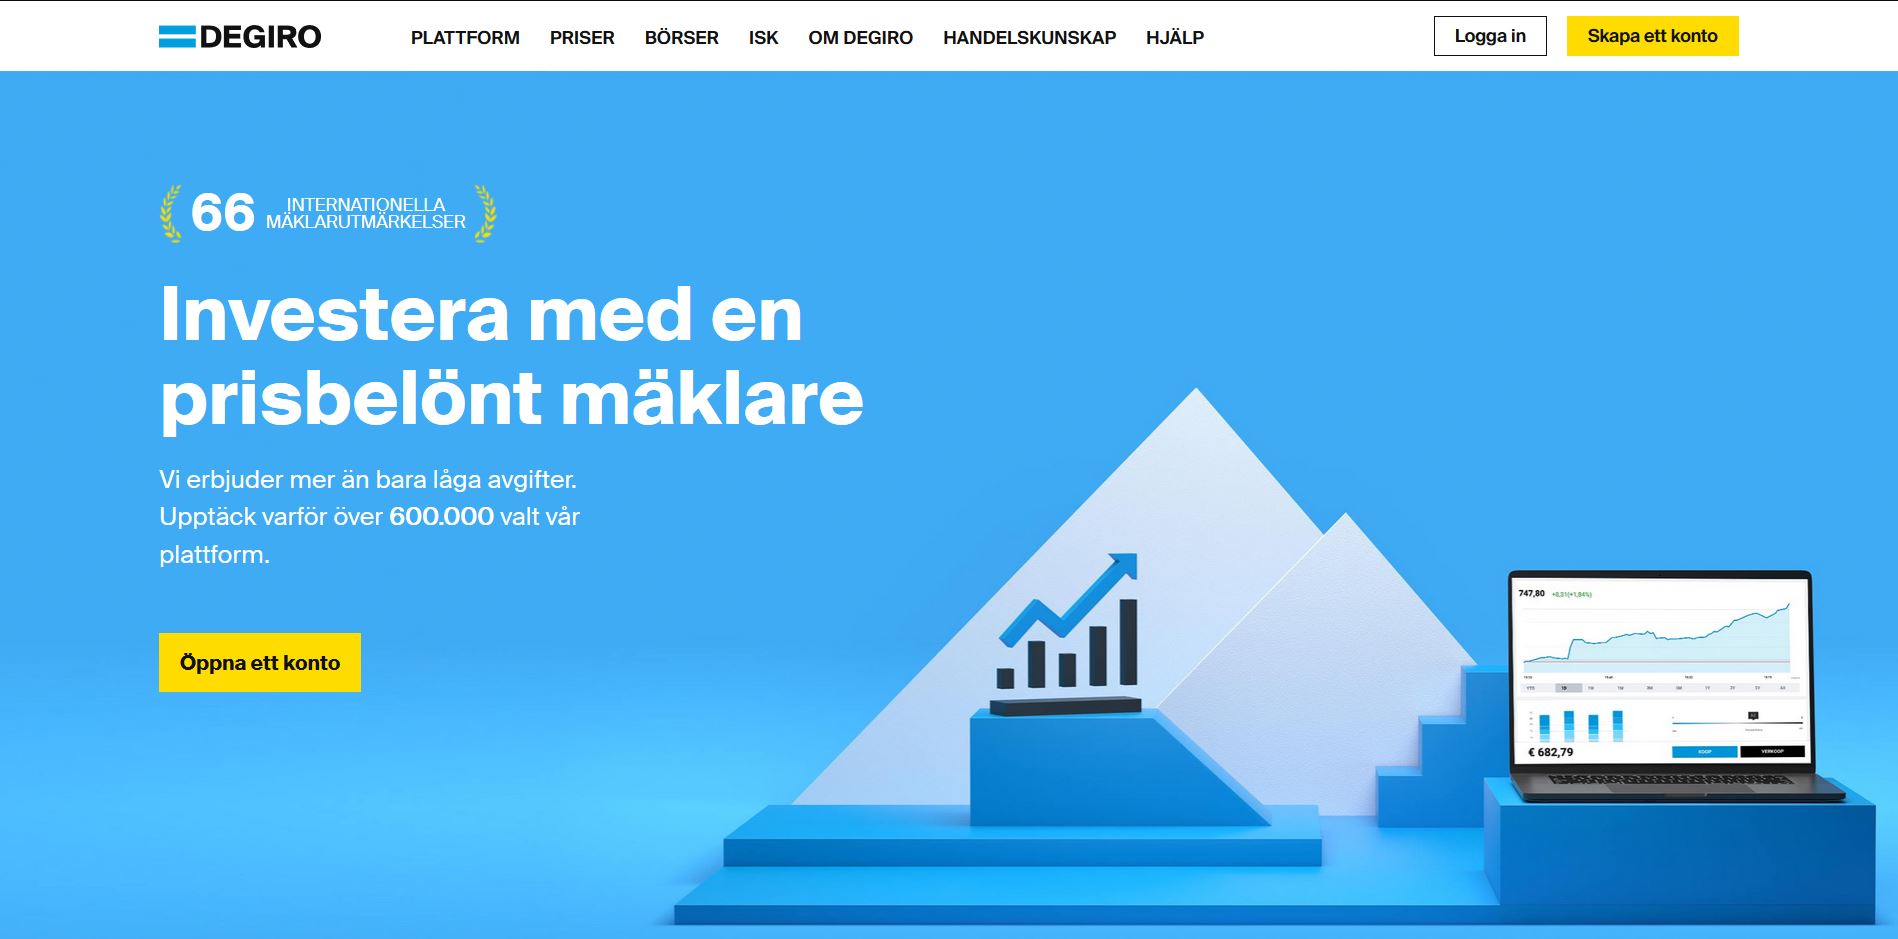 DEGIRO
PLATTFORM PRISER BÖRSER ISK OM DEGIRO HANDELSKUNSKAP HJÄLP
Logga in
Skapa ett konto
66 INTERNATIONELLA
MÄKLARUTMÄRKELSER
Investera med en
prisbelönt mäklare
Vi erbjuder mer än bara låga avgifter.
Upptäck varför över 600.000 valt vår
plattform.
Öppna ett konto
747,80 +8,31(+1,84%)
€ 682,79
KOOP VERKOOP